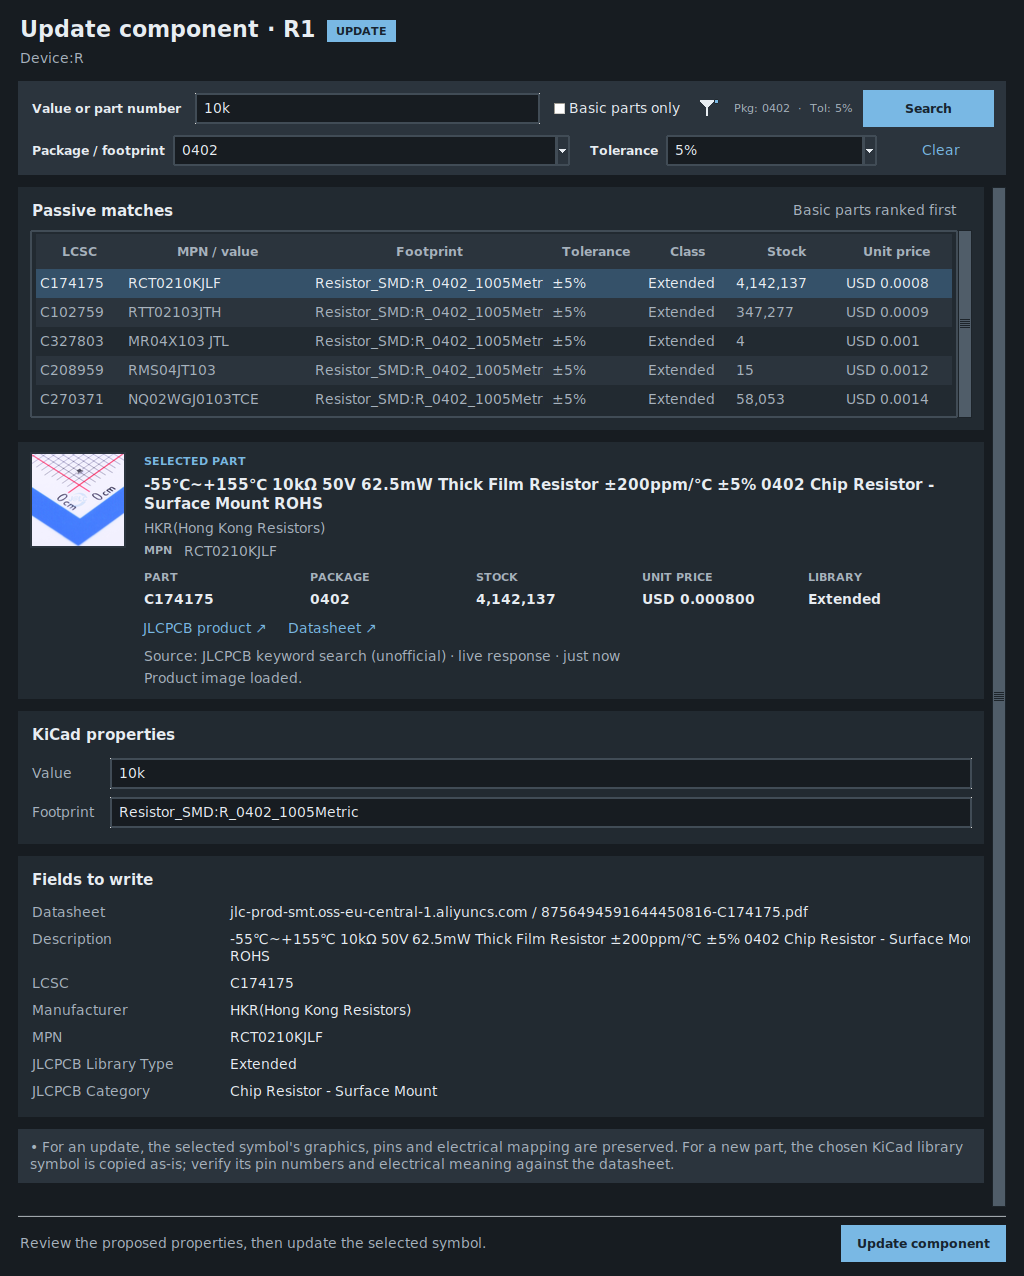 Update component · R1 UPDATE
Device:R
Value or part number 10k Basic parts only Pkg: 0402 · Tol: 5% Search
Package / footprint 0402 Tolerance 5% Clear
Passive matches Basic parts ranked first
LCSC MPN / value Footprint Tolerance Class Stock Unit price
C174175 RCT0210KJLF Resistor_SMD:R_0402_1005Metr ±5% Extended 4,142,137 USD 0.0008
C102759 RTT02103JTH Resistor_SMD:R_0402_1005Metr ±5% Extended 347,277 USD 0.0009
C327803 MR04X103 JTL Resistor_SMD:R_0402_1005Metr ±5% Extended 4 USD 0.001
C208959 RMS04JT103 Resistor_SMD:R_0402_1005Metr ±5% Extended 15 USD 0.0012
C270371 NQ02WGJ0103TCE Resistor_SMD:R_0402_1005Metr ±5% Extended 58,053 USD 0.0014
0cm 0cm
SELECTED PART
-55℃~+155℃ 10kΩ 50V 62.5mW Thick Film Resistor ±200ppm/℃ ±5% 0402 Chip Resistor -
Surface Mount ROHS
HKR(Hong Kong Resistors)
MPN RCT0210KJLF
PART PACKAGE STOCK UNIT PRICE LIBRARY
C174175 0402 4,142,137 USD 0.000800 Extended
JLCPCB product ↗ Datasheet ↗
Source: JLCPCB keyword search (unofficial) · live response · just now
Product image loaded.
KiCad properties
Value 10k
Footprint Resistor_SMD:R_0402_1005Metric
Fields to write
Datasheet jlc-prod-smt.oss-eu-central-1.aliyuncs.com / 8756494591644450816-C174175.pdf
Description -55℃~+155℃ 10kΩ 50V 62.5mW Thick Film Resistor ±200ppm/℃ ±5% 0402 Chip Resistor - Surface Mou
ROHS
LCSC C174175
Manufacturer HKR(Hong Kong Resistors)
MPN RCT0210KJLF
JLCPCB Library Type Extended
JLCPCB Category Chip Resistor - Surface Mount
• For an update, the selected symbol's graphics, pins and electrical mapping are preserved. For a new part, the chosen KiCad library
symbol is copied as-is; verify its pin numbers and electrical meaning against the datasheet.
Review the proposed properties, then update the selected symbol. Update component